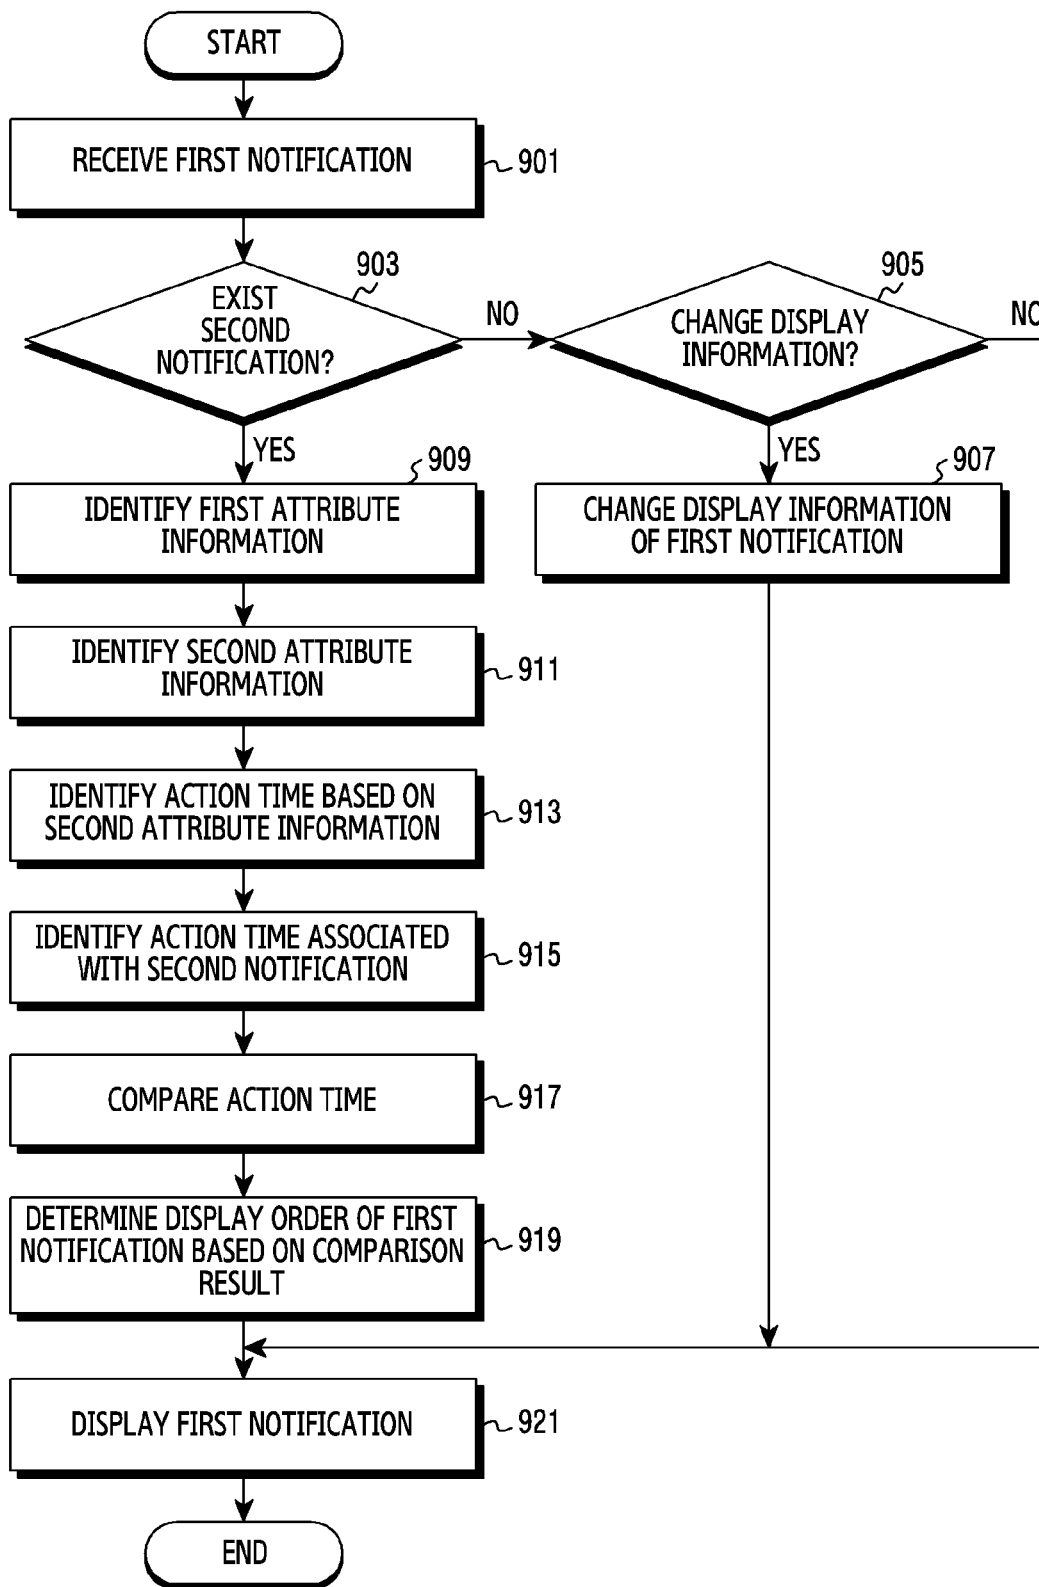 START
RECEIVE FIRST NOTIFICATION
901
903
EXIST
SECOND
NOTIFICATION?
NO
905
CHANGE DISPLAY
INFORMATION?
NO
YES
YES
909
IDENTIFY FIRST ATTRIBUTE
INFORMATION
907
CHANGE DISPLAY INFORMATION
OF FIRST NOTIFICATION
IDENTIFY SECOND ATTRIBUTE
INFORMATION
911
IDENTIFY ACTION TIME BASED ON
SECOND ATTRIBUTE INFORMATION
913
IDENTIFY ACTION TIME ASSOCIATED
WITH SECOND NOTIFICATION
915
COMPARE ACTION TIME
917
DETERMINE DISPLAY ORDER OF FIRST
NOTIFICATION BASED ON COMPARISON
RESULT
919
DISPLAY FIRST NOTIFICATION
921
END